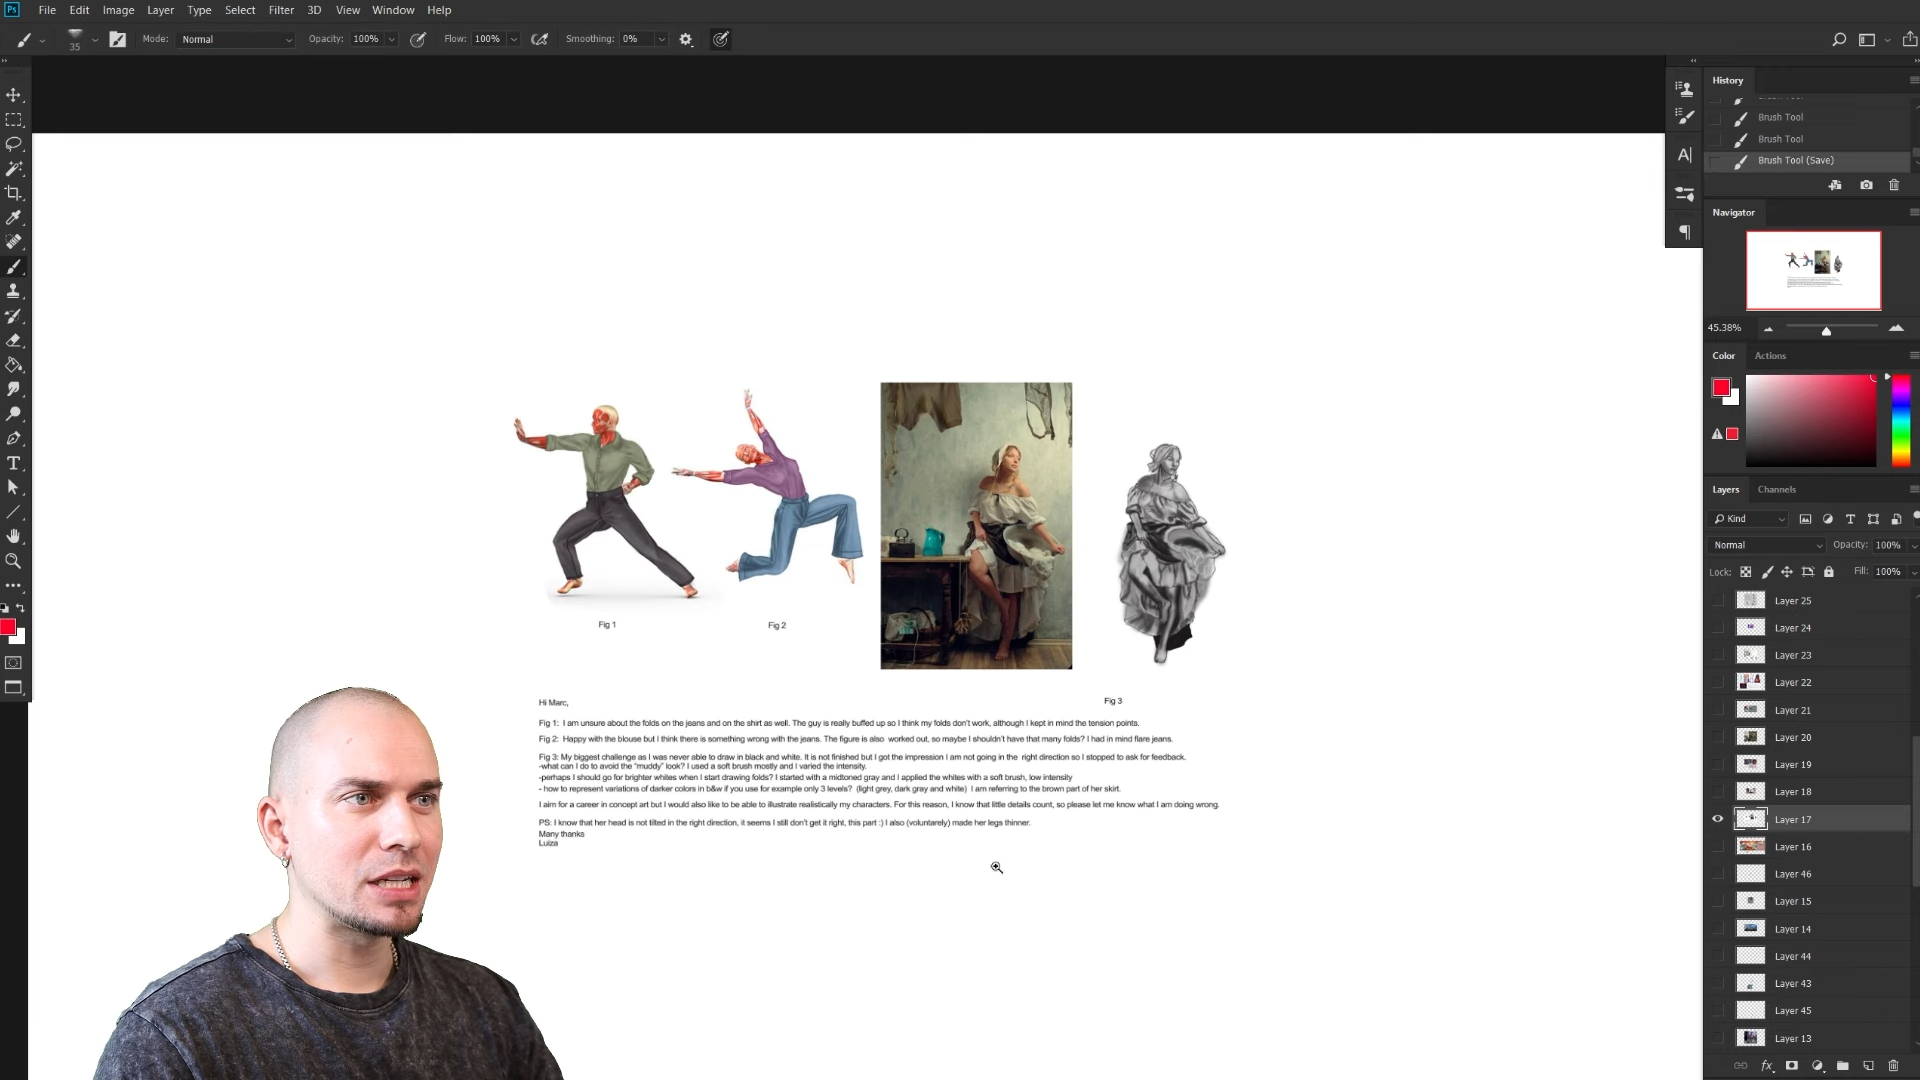 Ps File Edit Image Layer Type Select Filter 3D View Window Help
35 Mode: Normal Opacity: 100% Flow: 100% Smoothing: 0%
History
Brush Tool
Brush Tool
Brush Tool
Brush Tool (Save)
Navigator
45.38%
Color Actions
Layers Channels
Kind
Normal Opacity: 100%
Lock: Fill: 100%
Layer 25
Layer 24
Layer 23
Layer 22
Layer 21
Layer 20
Layer 19
Layer 18
Layer 17
Layer 16
Layer 46
Layer 15
Layer 14
Layer 44
Layer 43
Layer 45
Layer 13
fx
Fig 1
Fig 2
Fig 3
Hi Marc,
Fig 1: I am unsure about the folds on the jeans and on the shirt as well. The guy is really buffed up so I think my folds don't work, although I kept in mind the tension points.
Fig 2: Happy with the blouse but I think there is something wrong with the jeans. The figure is also worked out, so maybe I shouldn't have that many folds? I had in mind flare jeans.
Fig 3: My biggest challenge as I was never able to draw in black and white. It is not finished but I got the impression I am not going in the right direction so I stopped to ask for feedback.
-what can I do to avoid the "muddy" look? I used a soft brush mostly and I varied the intensity.
-perhaps I should go for brighter whites when I start drawing folds? I started with a midtoned gray and I applied the whites with a soft brush, low intensity
- how to represent variations of darker colors in b&w if you use for example only 3 levels? (light grey, dark gray and white) I am referring to the brown part of her skirt.
I aim for a career in concept art but I would also like to be able to illustrate realistically my characters. For this reason, I know that little details count, so please let me know what I am doing wrong.
PS: I know that her head is not tilted in the right direction, it seems I still don't get it right, this part :) I also (voluntarely) made her legs thinner.
Many thanks
Luiza